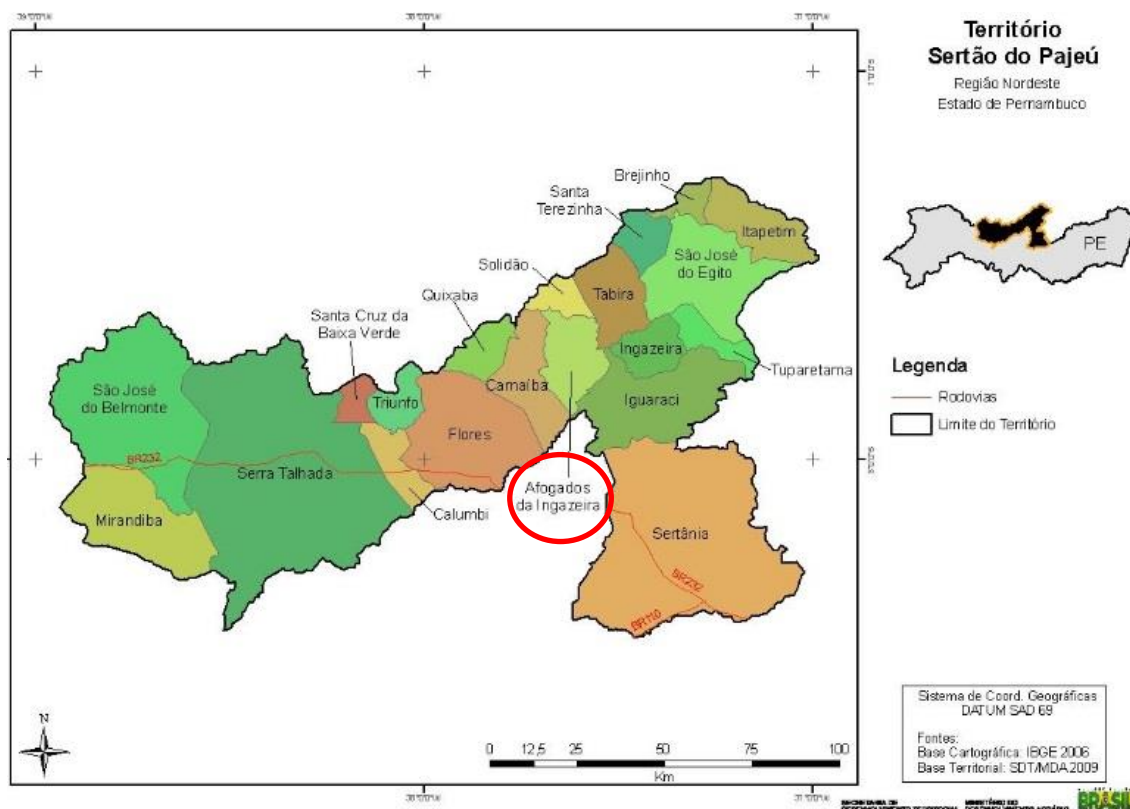 Território
Sertão do Pajeú
Região Nordeste
Estado de Pernambuco
PE
Legenda
Rodovias
Limite do Território
Brejinho
Santa
Terezinha
Itapetim
São José
do Egito
Solidão
Tabira
Quixaba
Santa Cruz da
Baixa Verde
Ingazeira
Tuparetama
Carnaíba
Iguaraci
São José
do Belmonte
Triunfo
Flores
BR232
Serra Talhada
Afogados
da Ingazeira
Mirandiba
Calumbi
Sertânia
BR232
BR110
N
0 12,5 25 50 75 100
Km
Sistema de Coord. Geográficas
DATUM SAD 69
Fontes:
Base Cartográfica: IBGE 2006
Base Territorial: SDT/MDA 2009
BRASIL